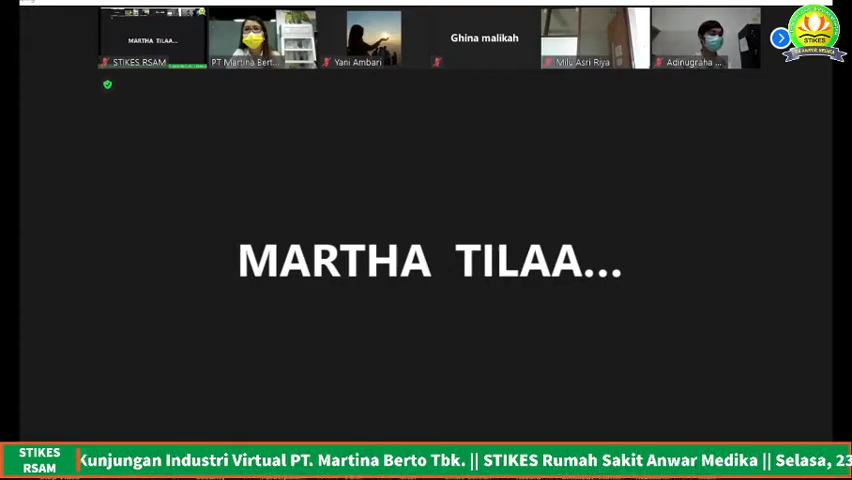 MARTHA TILAA...
STIKES RSAM
PT Martina Bert...
Yani Ambari
Ghina malikah
Milu Asri Riya
Adinugraha ...
STIKES
MARTHA TILAA...
STIKES
RSAM
Kunjungan Industri Virtual PT. Martina Berto Tbk. || STIKES Rumah Sakit Anwar Medika || Selasa, 23